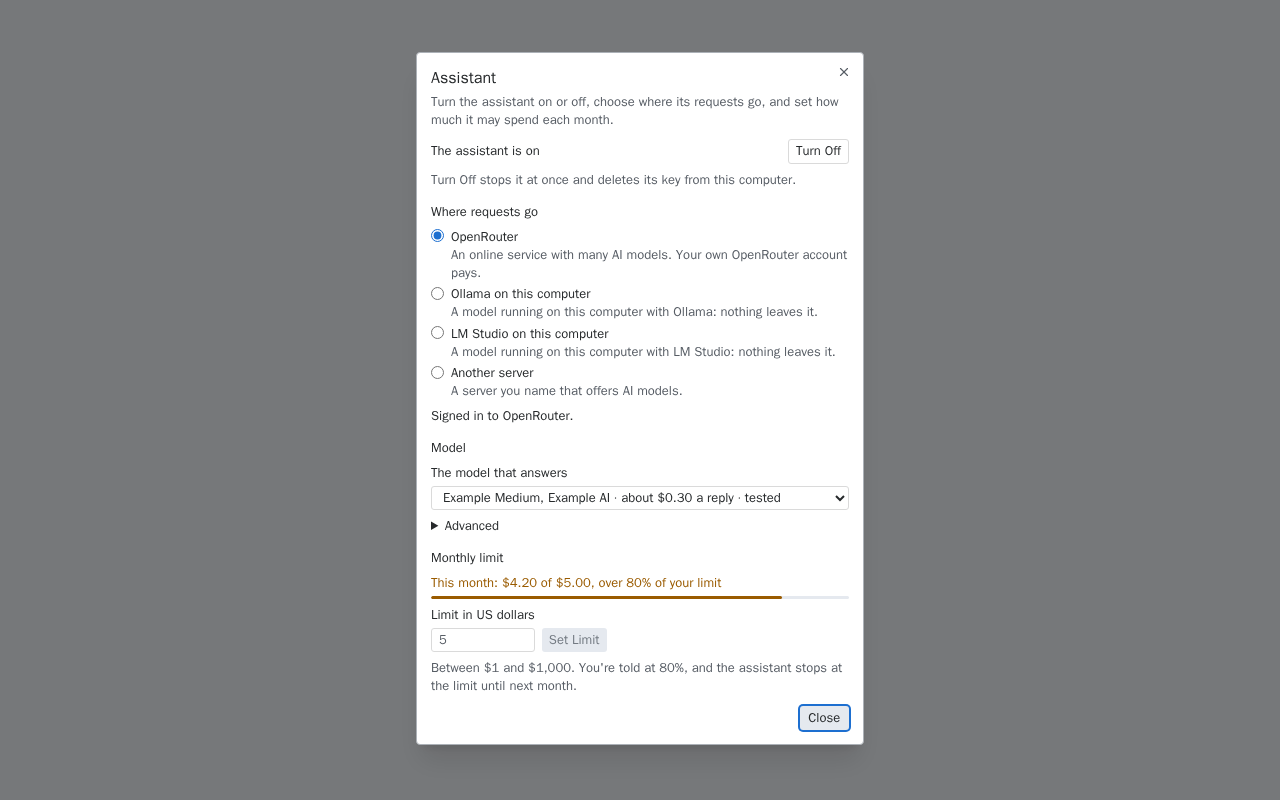 Assistant
Turn the assistant on or off, choose where its requests go, and set how
much it may spend each month.
The assistant is on
Turn Off
Turn Off stops it at once and deletes its key from this computer.
Where requests go
OpenRouter
An online service with many AI models. Your own OpenRouter account
pays.
Ollama on this computer
A model running on this computer with Ollama: nothing leaves it.
LM Studio on this computer
A model running on this computer with LM Studio: nothing leaves it.
Another server
A server you name that offers AI models.
Signed in to OpenRouter.
Model
The model that answers
Example Medium, Example AI · about $0.30 a reply · tested
Advanced
Monthly limit
This month: $4.20 of $5.00, over 80% of your limit
Limit in US dollars
5
Set Limit
Between $1 and $1,000. You're told at 80%, and the assistant stops at
the limit until next month.
Close